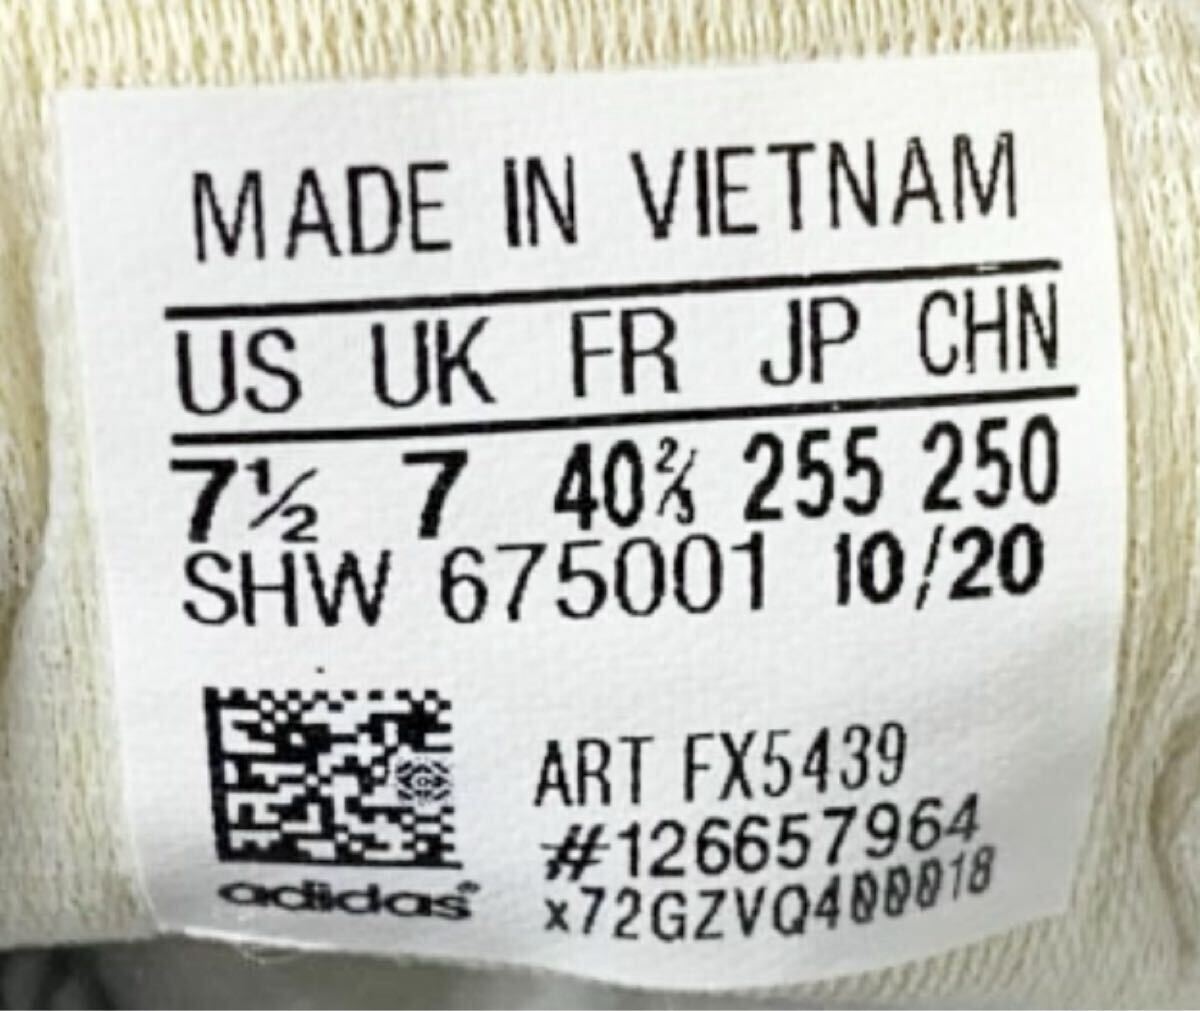 MADE IN VIETNAM
US UK FR JP CHN
7½ 7 40⅔ 255 250
SHW 675001 10/20
ART FX5439
#126657964
x72GZVQ400018
adidas®